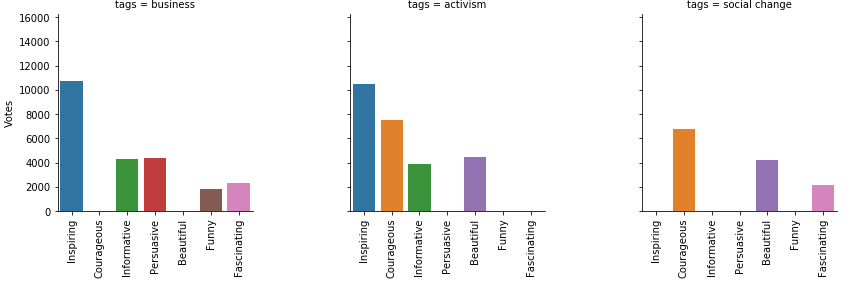 tags = business
tags = activism
tags = social change
Votes
16000
14000
12000
10000
8000
6000
4000
2000
0
Inspiring
Courageous
Informative
Persuasive
Beautiful
Funny
Fascinating
Inspiring
Courageous
Informative
Persuasive
Beautiful
Funny
Fascinating
Inspiring
Courageous
Informative
Persuasive
Beautiful
Funny
Fascinating